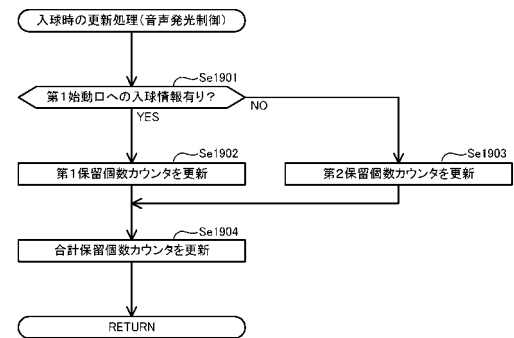 入球時の更新処理(音声発光制御)
Se1901
第1始動口への入球情報有り?
YES
NO
Se1902
第1保留個数カウンタを更新
Se1903
第2保留個数カウンタを更新
Se1904
合計保留個数カウンタを更新
RETURN